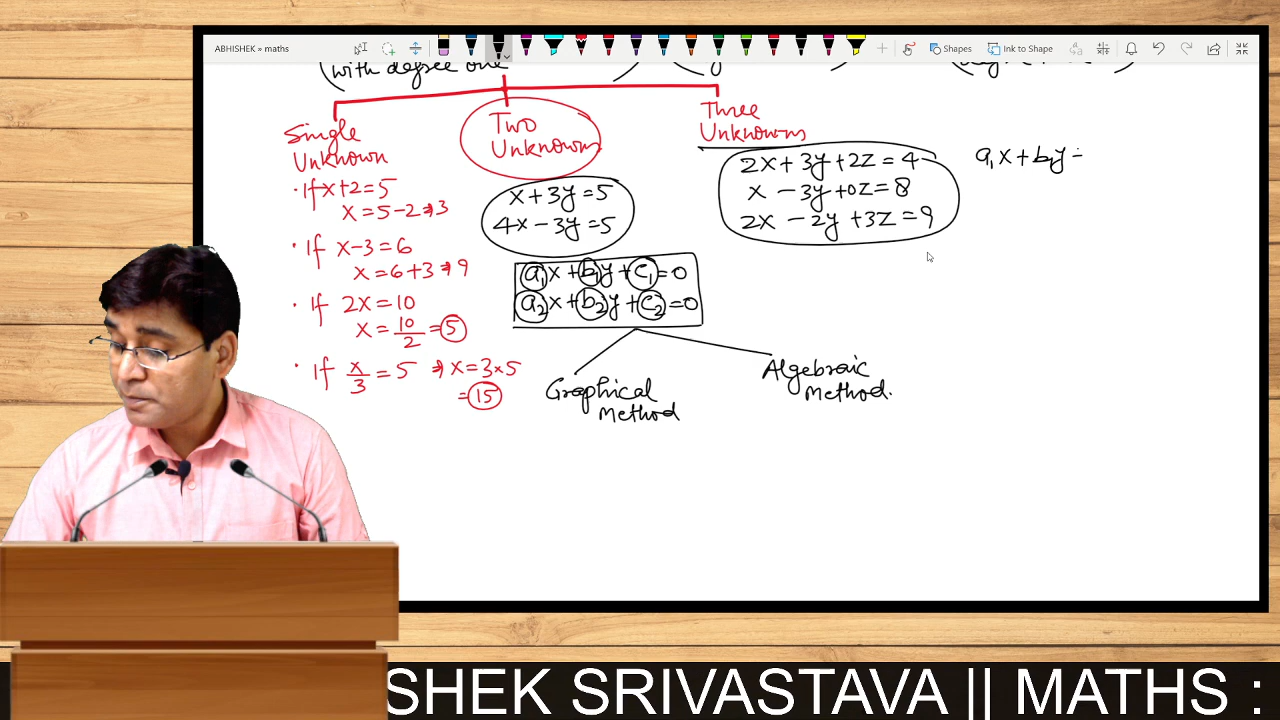 ABHISHEK » maths
Shapes
Ink to Shape
(with degree one )
Single
Unknown
· If x+2=5
x=5-2⇒3
· If x-3=6
x=6+3⇒9
· If 2x=10
x=10/2=5
· If x/3=5 ⇒ x=3×5
=15
Two
Unknowns
x+3y=5
4x-3y=5
a₁x+b₁y+c₁=0
a₂x+b₂y+c₂=0
Graphical
Method
Algebraic
Method.
Three
Unknowns
2x+3y+2z=4
x-3y+0z=8
2x-2y+3z=9
a₁x+b₁y=
SHEK SRIVASTAVA || MATHS :